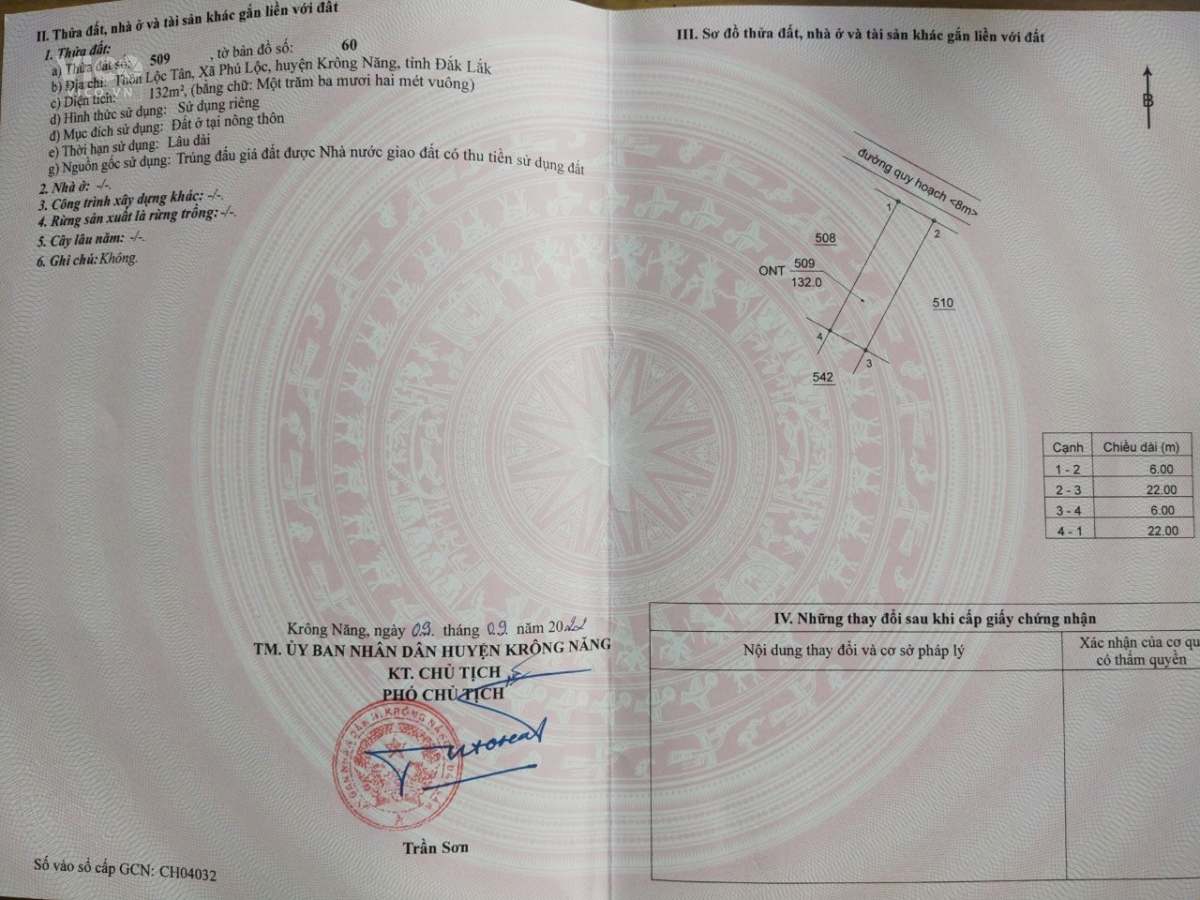 II. Thửa đất, nhà ở và tài sản khác gắn liền với đất
1. Thửa đất:
a) Thửa đất số: 509 , tờ bản đồ số: 60
b) Địa chỉ: Thôn Lộc Tân, Xã Phú Lộc, huyện Krông Năng, tỉnh Đắk Lắk
c) Diện tích: 132m², (bằng chữ: Một trăm ba mươi hai mét vuông)
d) Hình thức sử dụng: Sử dụng riêng
đ) Mục đích sử dụng: Đất ở tại nông thôn
e) Thời hạn sử dụng: Lâu dài
g) Nguồn gốc sử dụng: Trúng đấu giá đất được Nhà nước giao đất có thu tiền sử dụng đất
2. Nhà ở: -/-.
3. Công trình xây dựng khác: -/-.
4. Rừng sản xuất là rừng trồng: -/-.
5. Cây lâu năm: -/-.
6. Ghi chú: Không.
Krông Năng, ngày 09 tháng 09 năm 2022
TM. ỦY BAN NHÂN DÂN HUYỆN KRÔNG NĂNG
KT. CHỦ TỊCH
PHÓ CHỦ TỊCH
Trần Sơn
Số vào sổ cấp GCN: CH04032
III. Sơ đồ thửa đất, nhà ở và tài sản khác gắn liền với đất
B
đường quy hoạch <8m>
1
2
508
ONT 509
132.0
510
4
3
542
Cạnh Chiều dài (m)
1 - 2 6.00
2 - 3 22.00
3 - 4 6.00
4 - 1 22.00
IV. Những thay đổi sau khi cấp giấy chứng nhận
Nội dung thay đổi và cơ sở pháp lý
Xác nhận của cơ qu
có thẩm quyền